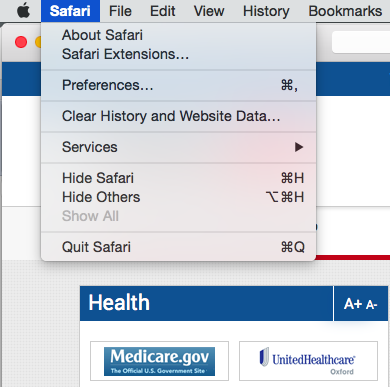 Safari File Edit View History Bookmarks
About Safari
Safari Extensions...
Preferences... ⌘,
Clear History and Website Data...
Services ▶
Hide Safari ⌘H
Hide Others ⌥⌘H
Show All
Quit Safari ⌘Q
Health A+ A-
Medicare.gov UnitedHealthcare
The Official U.S. Government Site Oxford